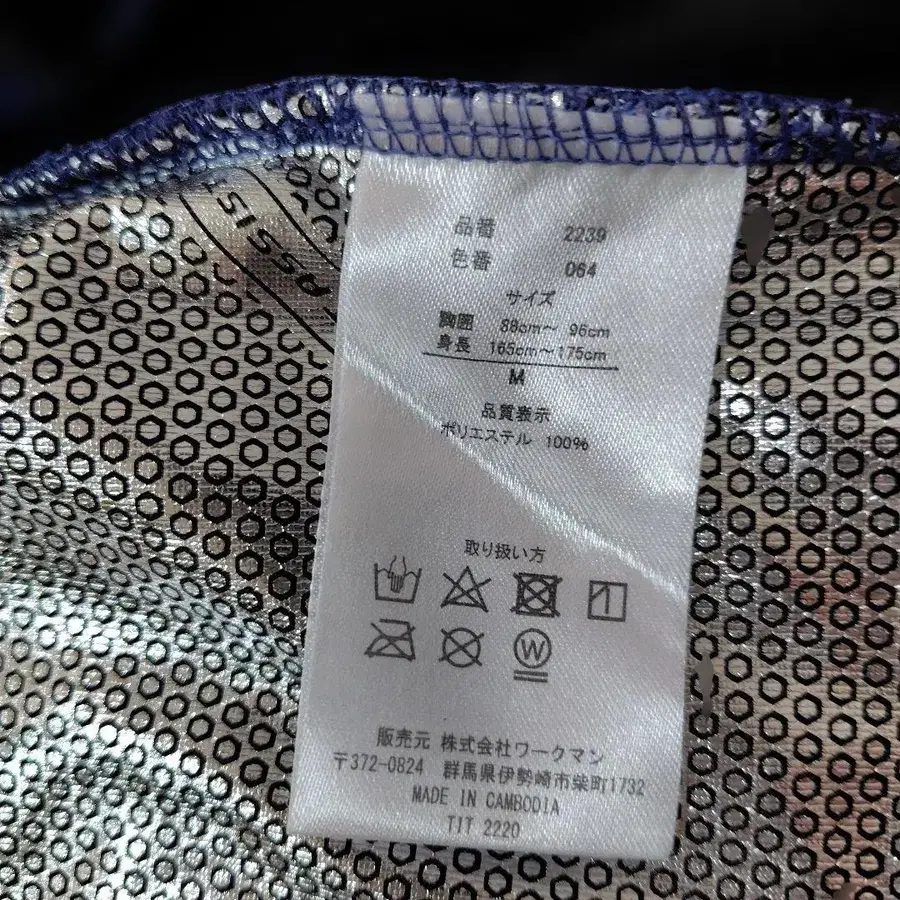 品番 2239
色番 064
サイズ
胸囲 88cm～ 96cm
身長 165cm～175cm
M
品質表示
ポリエステル 100%
取り扱い方
W
販売元 株式会社ワークマン
〒372-0824 群馬県伊勢崎市柴町1732
MADE IN CAMBODIA
TIT 2220